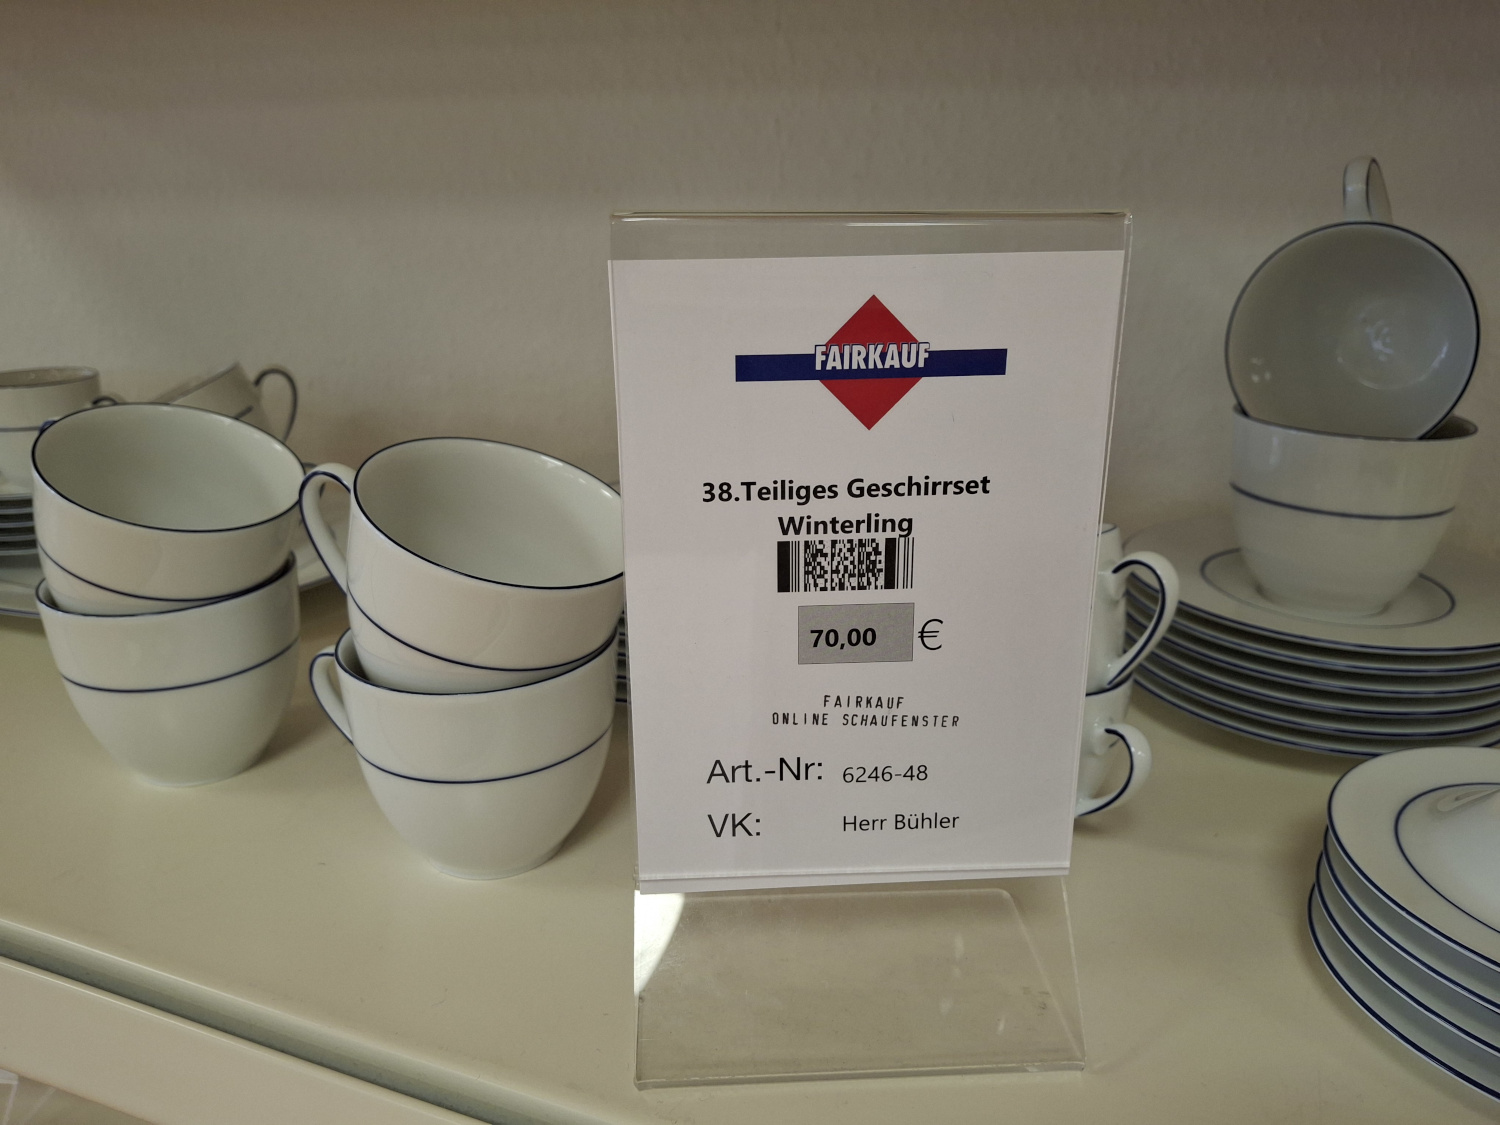 FAIRKAUF
38.Teiliges Geschirrset
Winterling
70,00 €
FAIRKAUF
ONLINE SCHAUFENSTER
Art.-Nr: 6246-48
VK: Herr Bühler